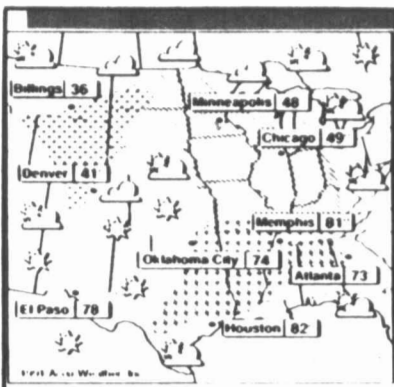 Billings 36
Minneapolis 48
Chicago 49
Denver 41
Memphis 81
Oklahoma City 74
Atlanta 73
El Paso 78
Houston 82